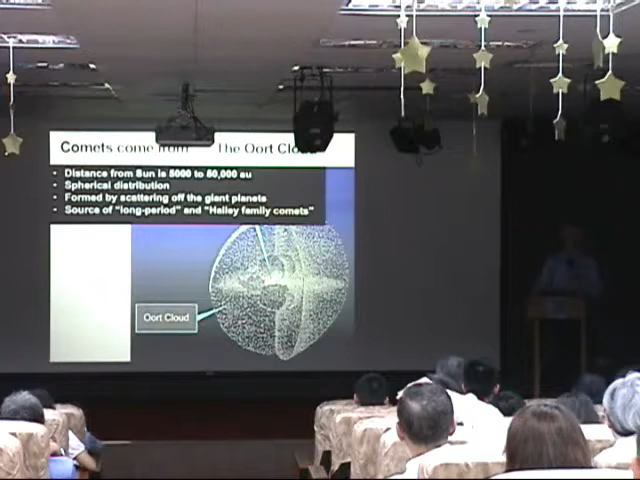 Comets come from The Oort Cloud
• Distance from Sun is 5000 to 50,000 au
• Spherical distribution
• Formed by scattering off the giant planets
• Source of "long-period" and "Halley family comets"
Oort Cloud